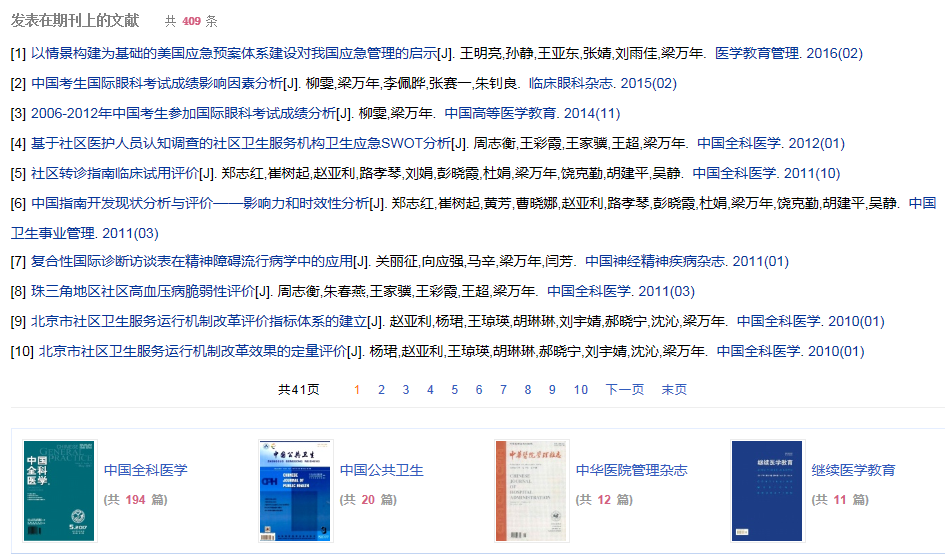 发表在期刊上的文献 共 409 条
[1] 以情景构建为基础的美国应急预案体系建设对我国应急管理的启示[J]. 王明亮,孙静,王亚东,张婧,刘雨佳,梁万年. 医学教育管理. 2016(02)
[2] 中国考生国际眼科考试成绩影响因素分析[J]. 柳雯,梁万年,李佩晔,张赛一,朱钊良. 临床眼科杂志. 2015(02)
[3] 2006-2012年中国考生参加国际眼科考试成绩分析[J]. 柳雯,梁万年. 中国高等医学教育. 2014(11)
[4] 基于社区医护人员认知调查的社区卫生服务机构卫生应急SWOT分析[J]. 周志衡,王彩霞,王家骥,王超,梁万年. 中国全科医学. 2012(01)
[5] 社区转诊指南临床试用评价[J]. 郑志红,崔树起,赵亚利,路孝琴,刘娟,彭晓霞,杜娟,梁万年,饶克勤,胡建平,吴静. 中国全科医学. 2011(10)
[6] 中国指南开发现状分析与评价——影响力和时效性分析[J]. 郑志红,崔树起,黄芳,曹晓娜,赵亚利,路孝琴,彭晓霞,杜娟,梁万年,饶克勤,胡建平,吴静. 中国
卫生事业管理. 2011(03)
[7] 复合性国际诊断访谈表在精神障碍流行病学中的应用[J]. 关丽征,向应强,马辛,梁万年,闫芳. 中国神经精神疾病杂志. 2011(01)
[8] 珠三角地区社区高血压病脆弱性评价[J]. 周志衡,朱春燕,王家骥,王彩霞,王超,梁万年. 中国全科医学. 2011(03)
[9] 北京市社区卫生服务运行机制改革评价指标体系的建立[J]. 赵亚利,杨珺,王琼瑛,胡琳琳,刘宇婧,郝晓宁,沈沁,梁万年. 中国全科医学. 2010(01)
[10] 北京市社区卫生服务运行机制改革效果的定量评价[J]. 杨珺,赵亚利,王琼瑛,胡琳琳,郝晓宁,刘宇婧,沈沁,梁万年. 中国全科医学. 2010(01)
共41页 1 2 3 4 5 6 7 8 9 10 下一页 末页
中国全科医学
(共 194 篇)
中国公共卫生
(共 20 篇)
中华医院管理杂志
(共 12 篇)
继续医学教育
(共 11 篇)